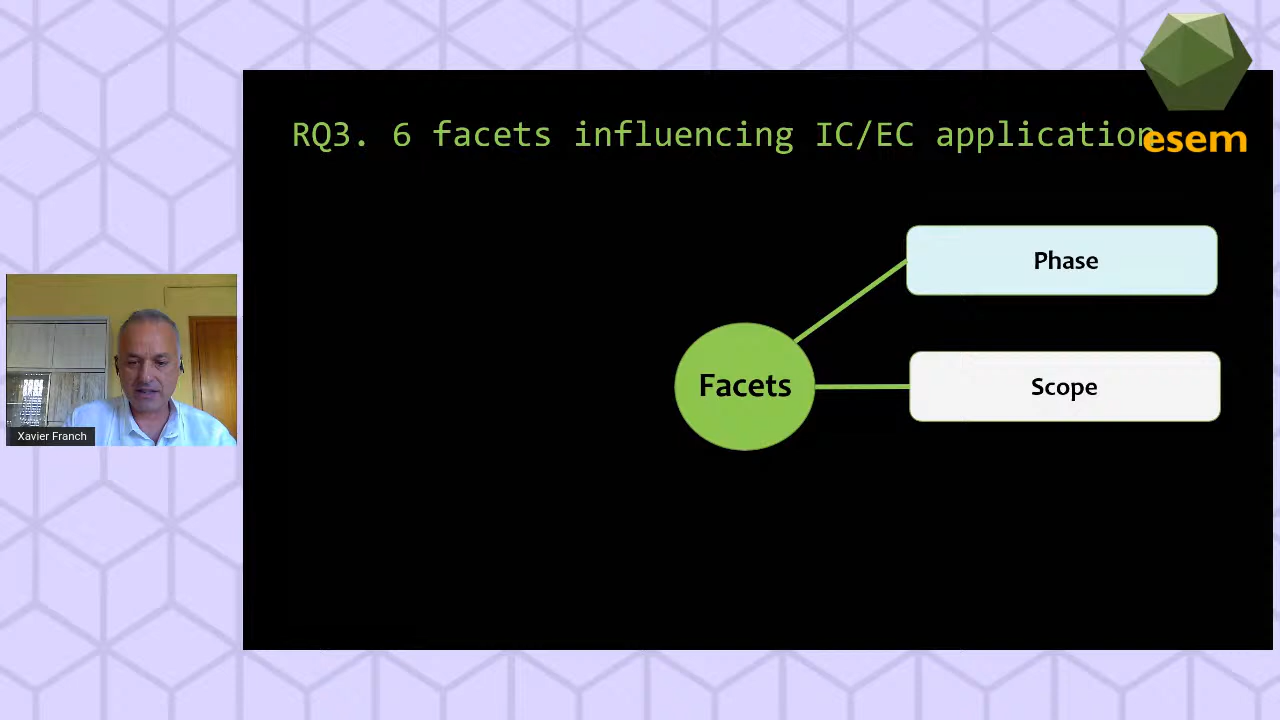 RQ3. 6 facets influencing IC/EC application
esem
Phase
Facets
Scope
Xavier Franch